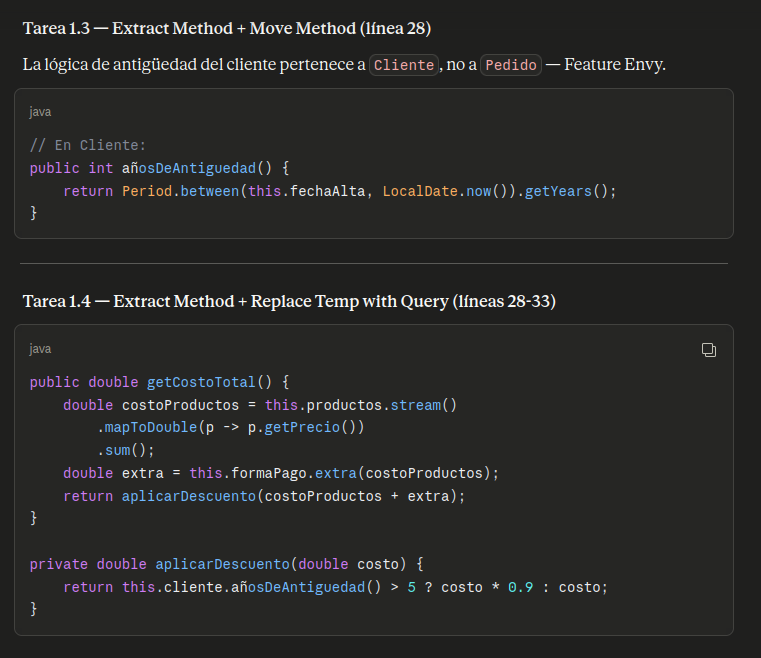 Tarea 1.3 — Extract Method + Move Method (línea 28)
La lógica de antigüedad del cliente pertenece a Cliente, no a Pedido — Feature Envy.
java
// En Cliente:
public int añosDeAntiguedad() {
    return Period.between(this.fechaAlta, LocalDate.now()).getYears();
}
Tarea 1.4 — Extract Method + Replace Temp with Query (líneas 28-33)
java
public double getCostoTotal() {
    double costoProductos = this.productos.stream()
        .mapToDouble(p -> p.getPrecio())
        .sum();
    double extra = this.formaPago.extra(costoProductos);
    return aplicarDescuento(costoProductos + extra);
}
private double aplicarDescuento(double costo) {
    return this.cliente.añosDeAntiguedad() > 5 ? costo * 0.9 : costo;
}